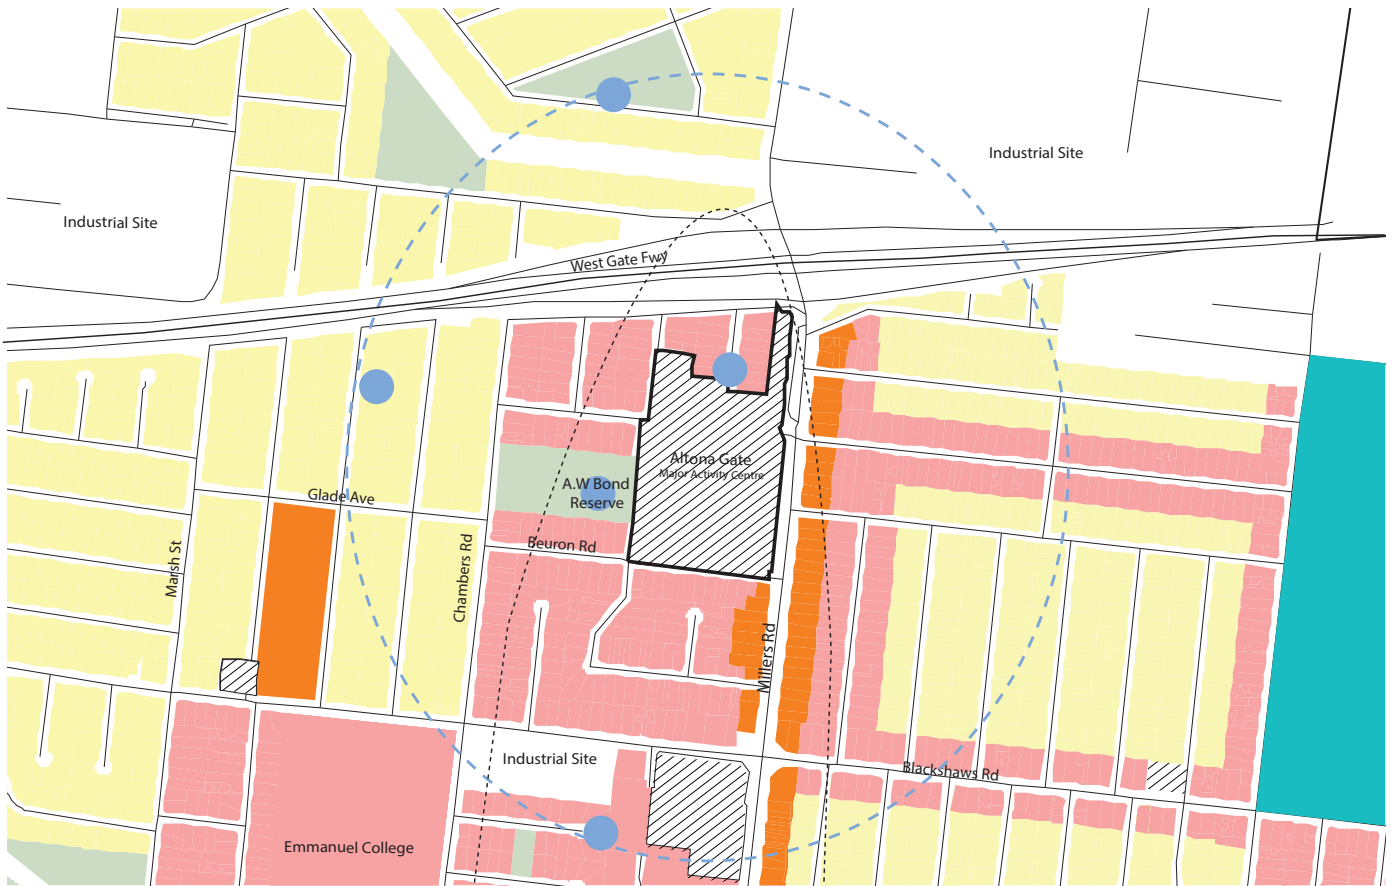 Industrial Site
Industrial Site
West Gate Fwy
Altona Gate
Major Activity Centre
A.W Bond
Reserve
Glade Ave
Beuron Rd
Marsh St
Chambers Rd
Millers Rd
Industrial Site
Blackshaws Rd
Emmanuel College